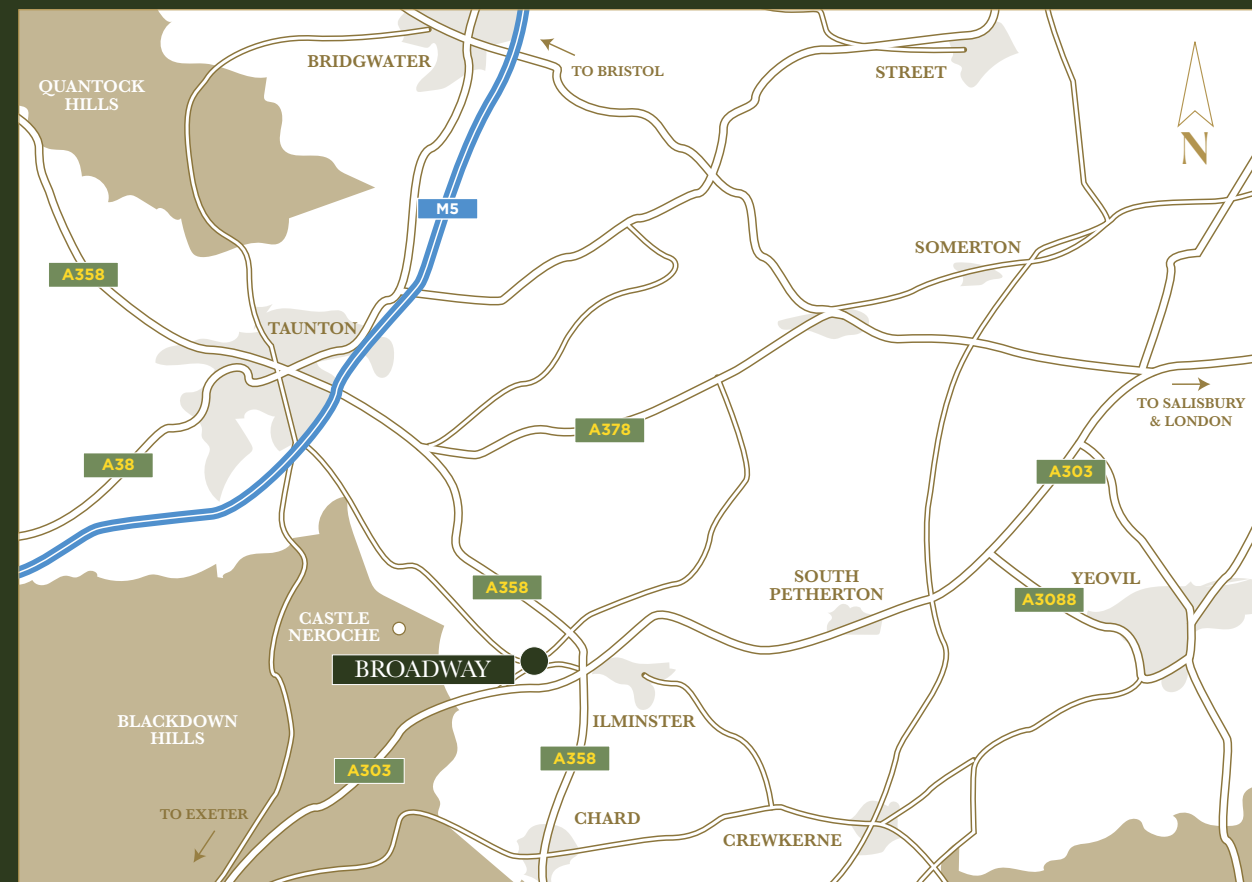 BRIDGWATER
TO BRISTOL
STREET
QUANTOCK
HILLS
N
M5
SOMERTON
A358
TAUNTON
TO SALISBURY
& LONDON
A378
A38
A303
A358
SOUTH
PETHERTON
YEOVIL
A3088
CASTLE
NEROCHE
BROADWAY
BLACKDOWN
HILLS
ILMINSTER
A358
A303
TO EXETER
CHARD
CREWKERNE